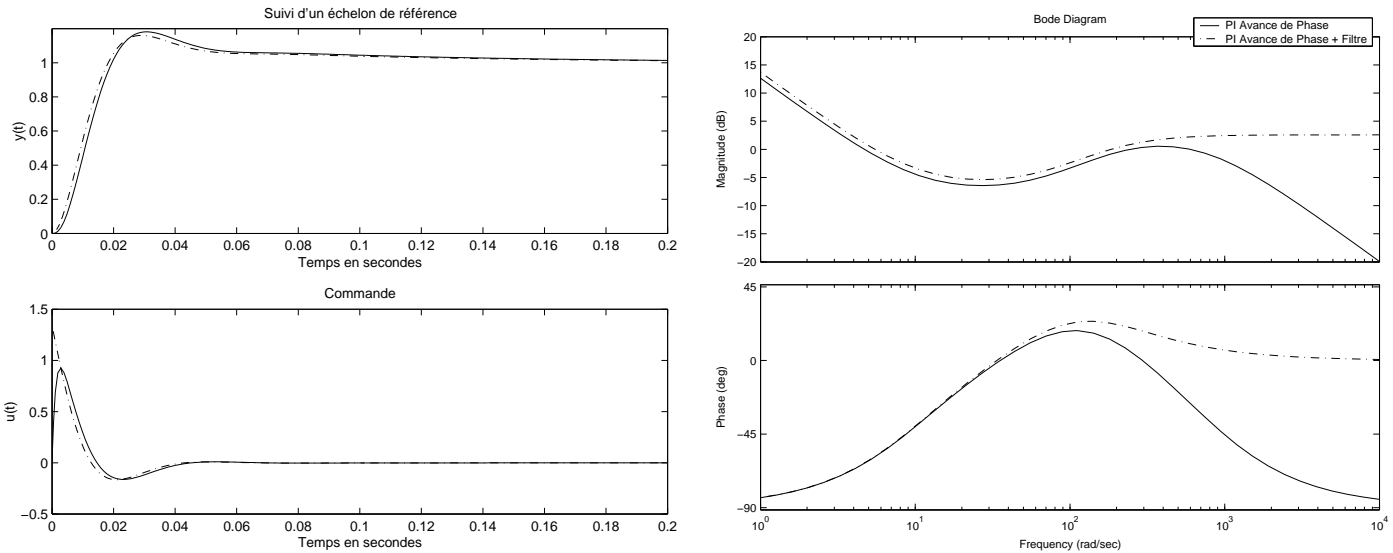 Suivi d'un échelon de référence
y(t)
1
0.8
0.6
0.4
0.2
0
0 0.02 0.04 0.06 0.08 0.1 0.12 0.14 0.16 0.18 0.2
Temps en secondes
Commande
u(t)
1.5
1
0.5
0
−0.5
0 0.02 0.04 0.06 0.08 0.1 0.12 0.14 0.16 0.18 0.2
Temps en secondes
Bode Diagram
PI Avance de Phase
PI Avance de Phase + Filtre
Magnitude (dB)
20
15
10
5
0
−5
−10
−15
−20
Phase (deg)
45
0
−45
−90
10^0 10^1 10^2 10^3 10^4
Frequency (rad/sec)